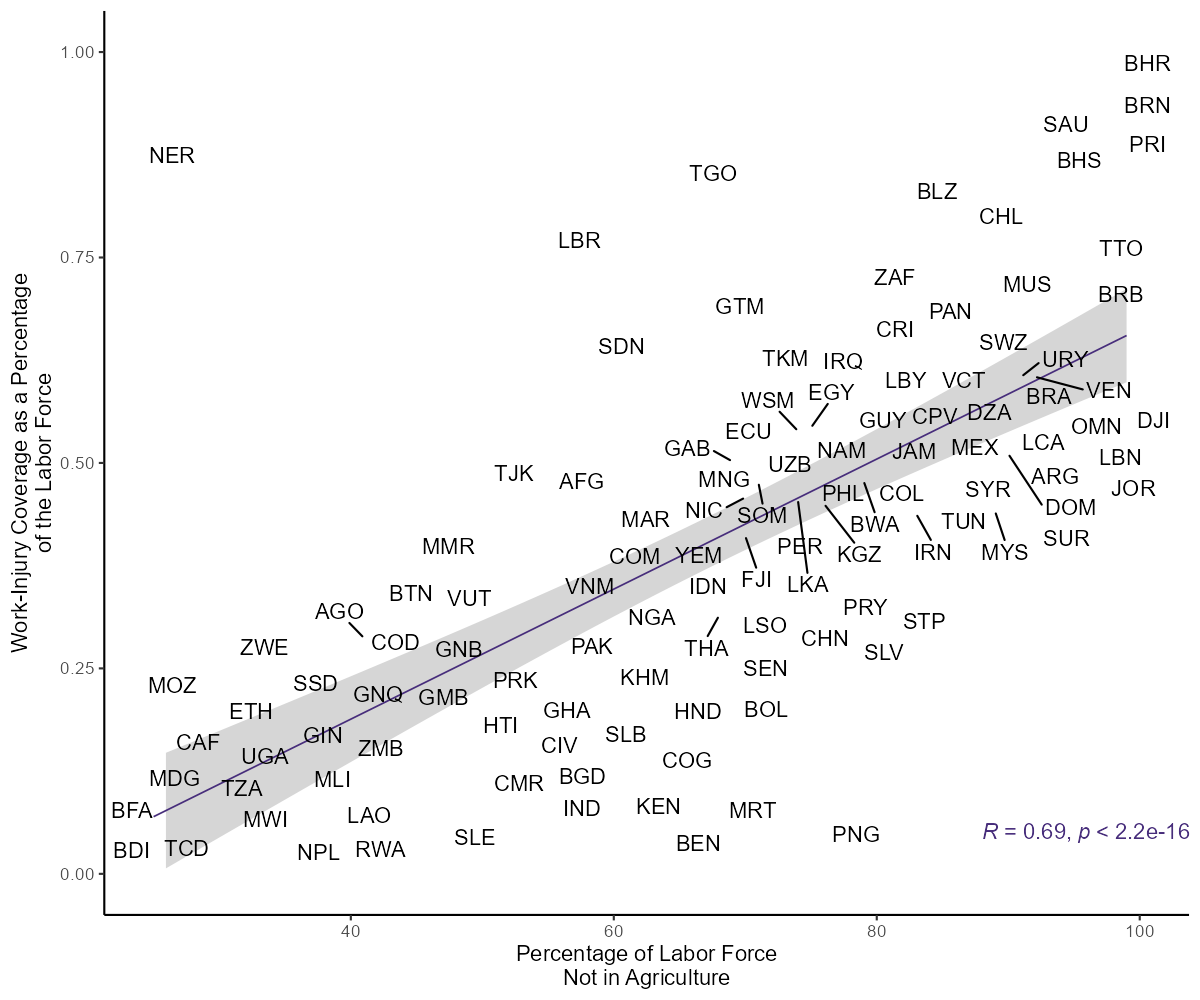 1.00
0.75
0.50
0.25
0.00
Work-Injury Coverage as a Percentage
of the Labor Force
BHR
BRN
SAU
PRI
NER
BHS
TGO
BLZ
CHL
LBR
TTO
ZAF
MUS
BRB
GTM
PAN
CRI
SDN
SWZ
TKM
IRQ
URY
LBY
VCT
WSM
EGY
BRA
VEN
GUY
CPV
DZA
OMN
DJI
ECU
GAB
NAM
JAM
MEX
LCA
LBN
UZB
TJK
AFG
MNG
ARG
JOR
PHL
COL
SYR
NIC
SOM
DOM
MAR
BWA
TUN
SUR
MMR
COM
YEM
PER
KGZ
IRN
MYS
BTN
VUT
VNM
IDN
FJI
LKA
AGO
NGA
LSO
PRY
STP
ZWE
COD
GNB
PAK
THA
CHN
SLV
MOZ
SSD
GNQ
GMB
PRK
KHM
SEN
ETH
HTI
GHA
HND
BOL
CAF
GIN
UGA
ZMB
CIV
SLB
COG
MDG
TZA
MLI
CMR
BGD
BFA
MWI
LAO
IND
KEN
MRT
BDI
TCD
NPL
RWA
SLE
BEN
PNG
R = 0.69, p < 2.2e-16
40
60
80
100
Percentage of Labor Force
Not in Agriculture